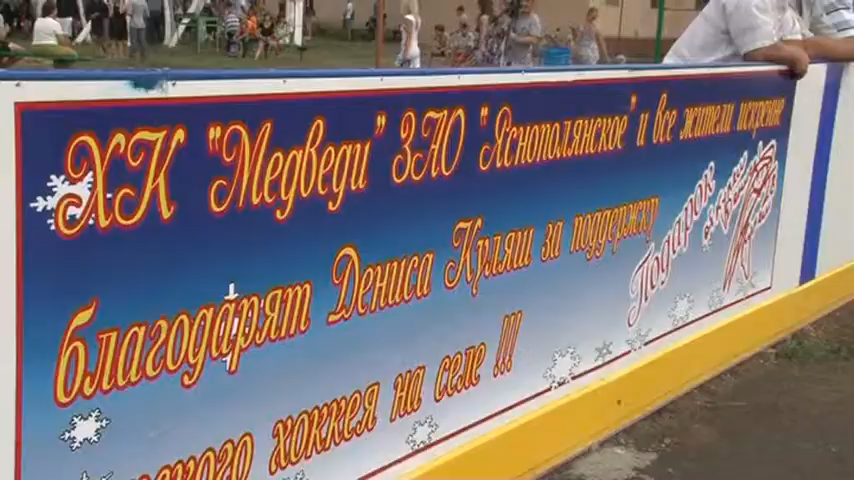 ХК "Медведи" ЗАО "Яснополянское" и все жители искренне
благодарят Дениса Куляш за поддержку
хоккея на селе !!!
Подарок